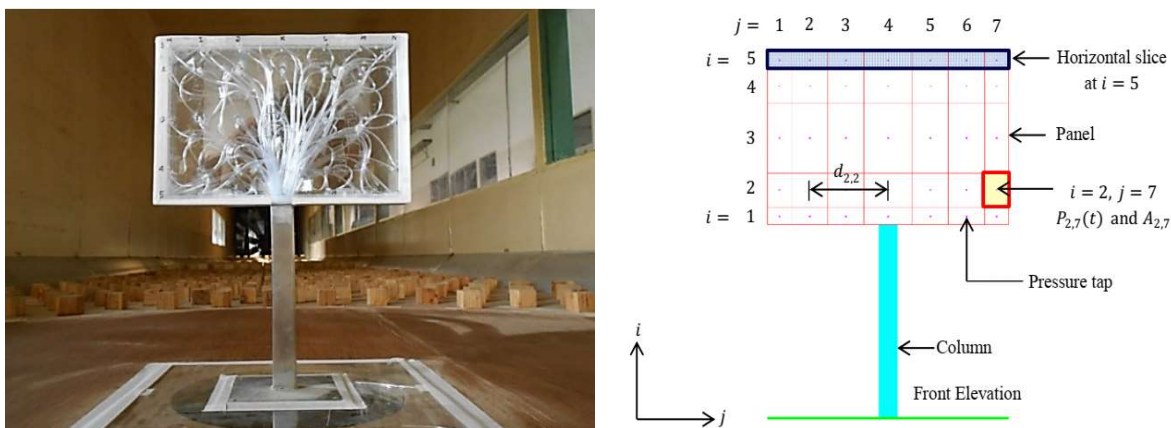 j = 1 2 3 4 5 6 7
i = 5
Horizontal slice
at i = 5
4
3
Panel
d2,2
2
i = 2, j = 7
i = 1
P2,7(t) and A2,7
Pressure tap
Column
i
Front Elevation
j